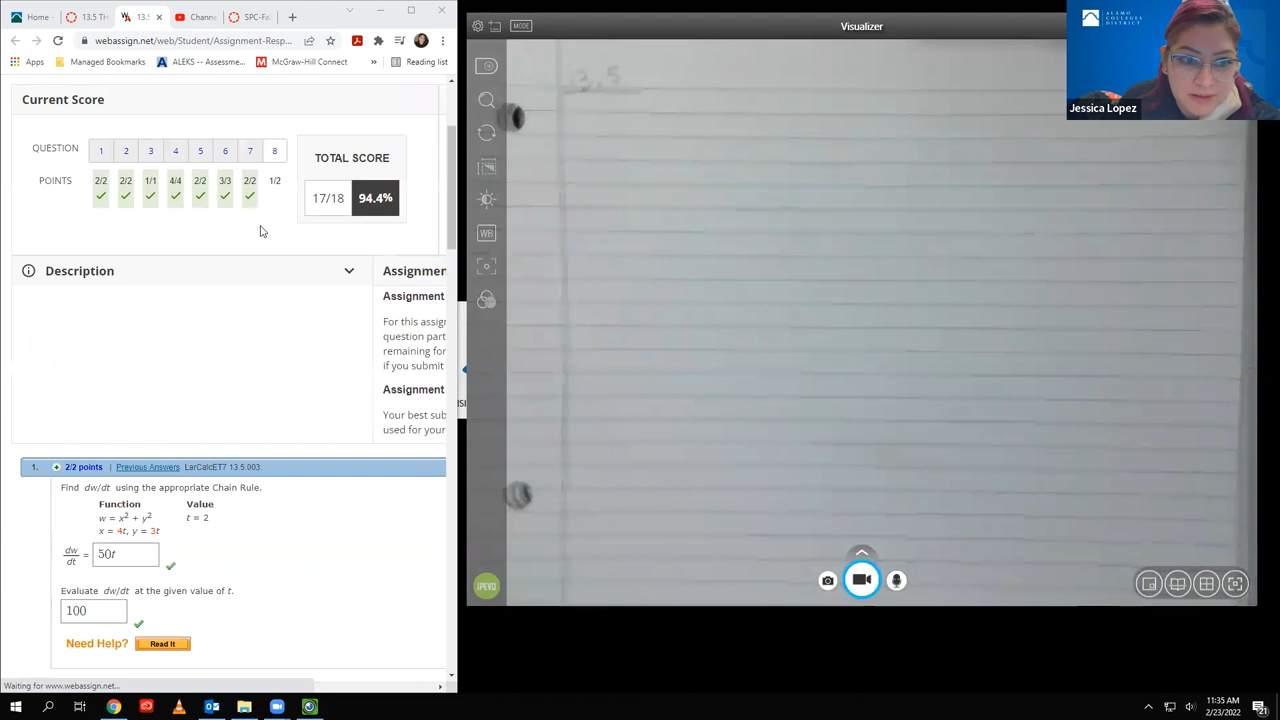 Home
13.5 TH
13.5
Chann
SPC-Fa
webassign.net/web/Student/Assignment-Resp...
Apps
Managed Bookmarks
ALEKS -- Assessme...
McGraw-Hill Connect
»
Reading list
Current Score
QUESTION 1 2 3 4 5 6 7 8
POINTS 2/2 2/2 1/1 4/4 2/2 3/3 2/2 1/2
TOTAL SCORE
17/18 94.4%
Description
Assignmen
Assignment
For this assign
question part
remaining for
if you submit
Assignment
Your best sub
used for your
1. 2/2 points | Previous Answers LarCalcET7 13.5.003.
Find dw/dt using the appropriate Chain Rule.
Function Value
w = x² + y² t = 2
x = 4t, y = 3t
dw/dt = 50t
Evaluate dw/dt at the given value of t.
100
Need Help? Read It
Waiting for www.webassign.net...
MODE
Visualizer
WB
IPEVO
13.5
ALAMO
COLLEGES
DISTRICT
Jessica Lopez
11:35 AM
2/23/2022
21